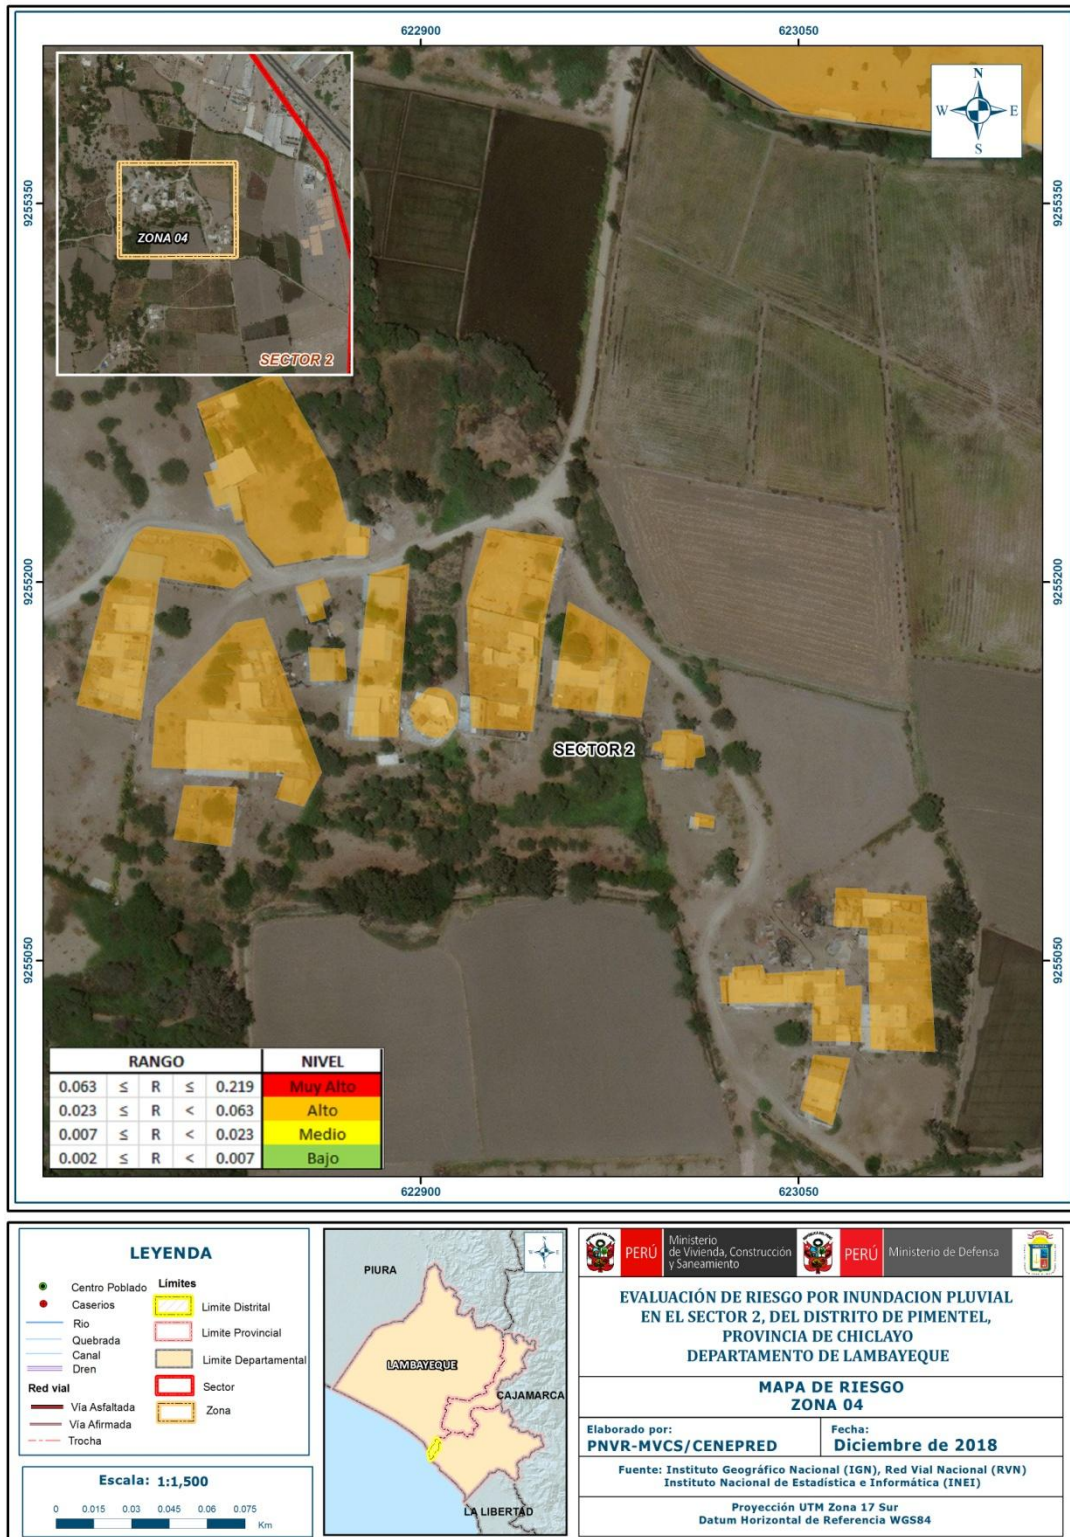 622900
623050
N
W
E
S
9255350
9255350
ZONA 04
SECTOR 2
9255200
9255200
SECTOR 2
9255050
9255050
RANGO NIVEL
0.063 ≤ R ≤ 0.219 Muy Alto
0.023 ≤ R < 0.063 Alto
0.007 ≤ R < 0.023 Medio
0.002 ≤ R < 0.007 Bajo
622900
623050
LEYENDA
Centro Poblado
Caserios
Rio
Quebrada
Canal
Dren
Red vial
Vía Asfaltada
Vía Afirmada
Trocha
Límites
Limite Distrital
Limite Provincial
Limite Departamental
Sector
Zona
Escala: 1:1,500
0 0.015 0.03 0.045 0.06 0.075
Km
PIURA
LAMBAYEQUE
CAJAMARCA
LA LIBERTAD
PERÚ
Ministerio
de Vivienda, Construcción
y Saneamiento
PERÚ
Ministerio de Defensa
EVALUACIÓN DE RIESGO POR INUNDACION PLUVIAL
EN EL SECTOR 2, DEL DISTRITO DE PIMENTEL,
PROVINCIA DE CHICLAYO
DEPARTAMENTO DE LAMBAYEQUE
MAPA DE RIESGO
ZONA 04
Elaborado por:
PNVR-MVCS/CENEPRED
Fecha:
Diciembre de 2018
Fuente: Instituto Geográfico Nacional (IGN), Red Vial Nacional (RVN)
Instituto Nacional de Estadística e Informática (INEI)
Proyección UTM Zona 17 Sur
Datum Horizontal de Referencia WGS84